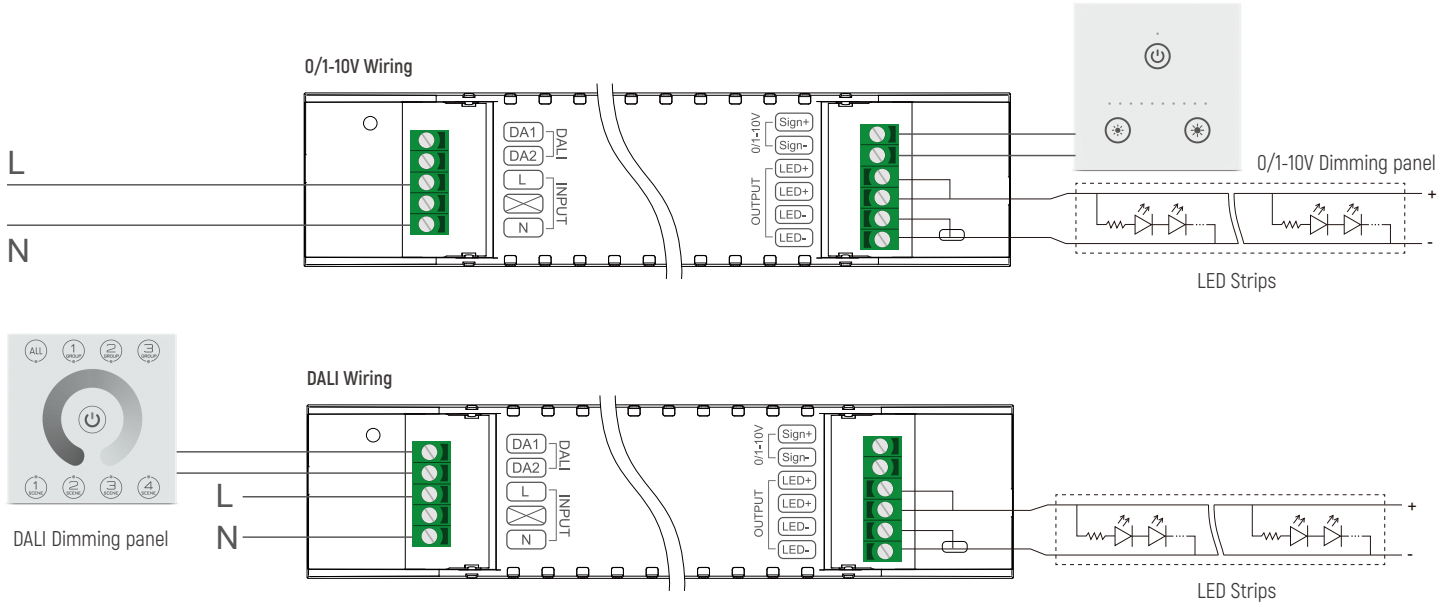 0/1-10V Wiring
L
N
DA1
DA2
DALI
L
N
INPUT
0/1-10V
Sign+
Sign-
OUTPUT
LED+
LED+
LED-
LED-
0/1-10V Dimming panel
+
-
LED Strips
ALL
1
GROUP
2
GROUP
3
GROUP
1
SCENE
2
SCENE
3
SCENE
4
SCENE
DALI Dimming panel
DALI Wiring
L
N
DA1
DA2
DALI
L
N
INPUT
0/1-10V
Sign+
Sign-
OUTPUT
LED+
LED+
LED-
LED-
+
-
LED Strips